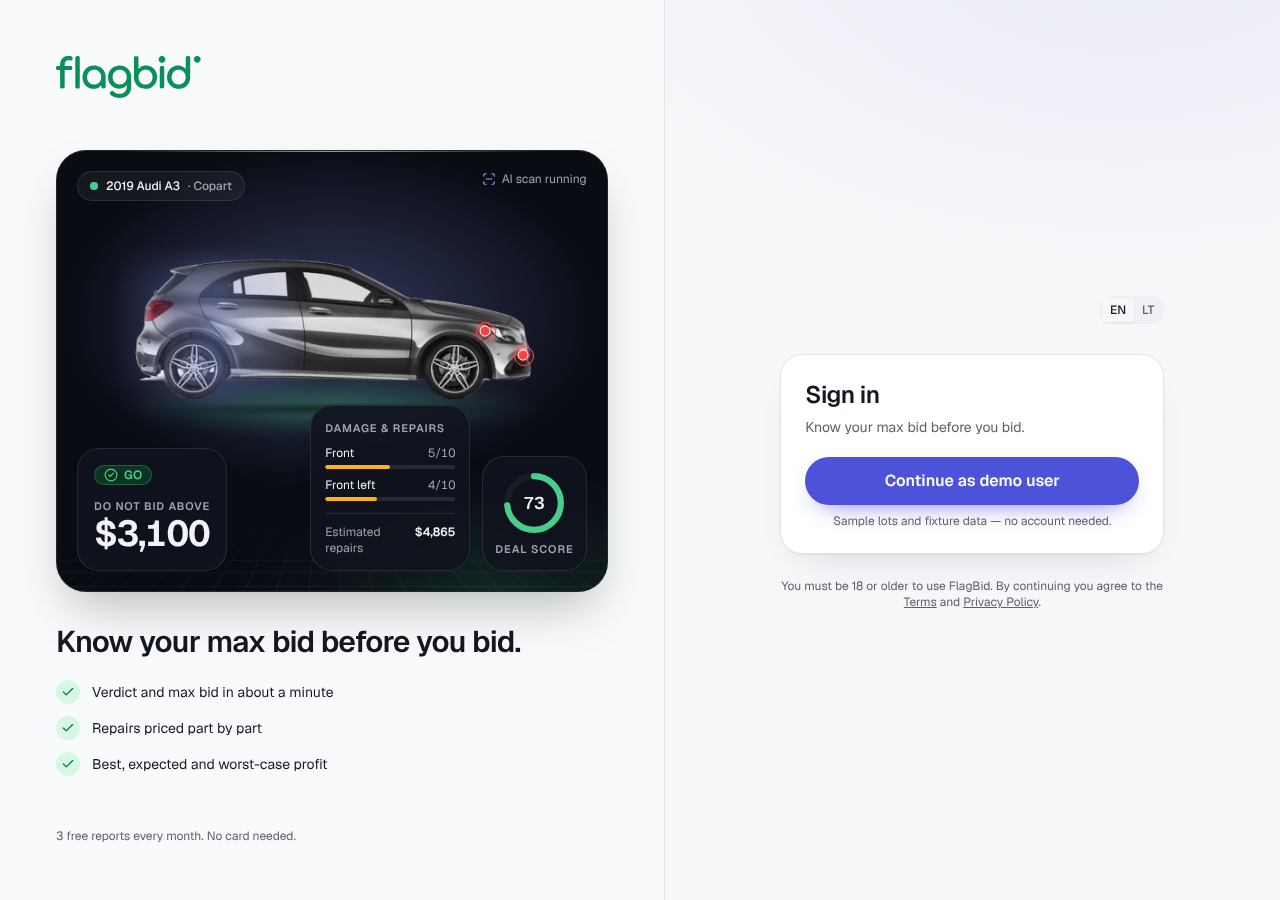 flagbid
2019 Audi A3 · Copart
AI scan running
GO
DO NOT BID ABOVE
$3,100
DAMAGE & REPAIRS
Front 5/10
Front left 4/10
Estimated repairs $4,865
73
DEAL SCORE
Know your max bid before you bid.
Verdict and max bid in about a minute
Repairs priced part by part
Best, expected and worst-case profit
3 free reports every month. No card needed.
EN LT
Sign in
Know your max bid before you bid.
Continue as demo user
Sample lots and fixture data — no account needed.
You must be 18 or older to use FlagBid. By continuing you agree to the
Terms and Privacy Policy.